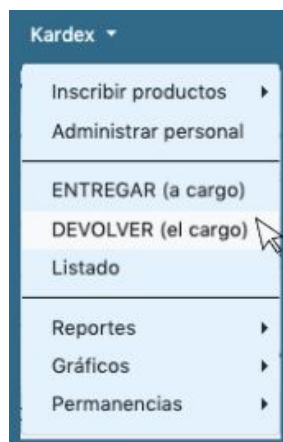 Kardex
Inscribir productos
Administrar personal
ENTREGAR (a cargo)
DEVOLVER (el cargo)
Listado
Reportes
Gráficos
Permanencias